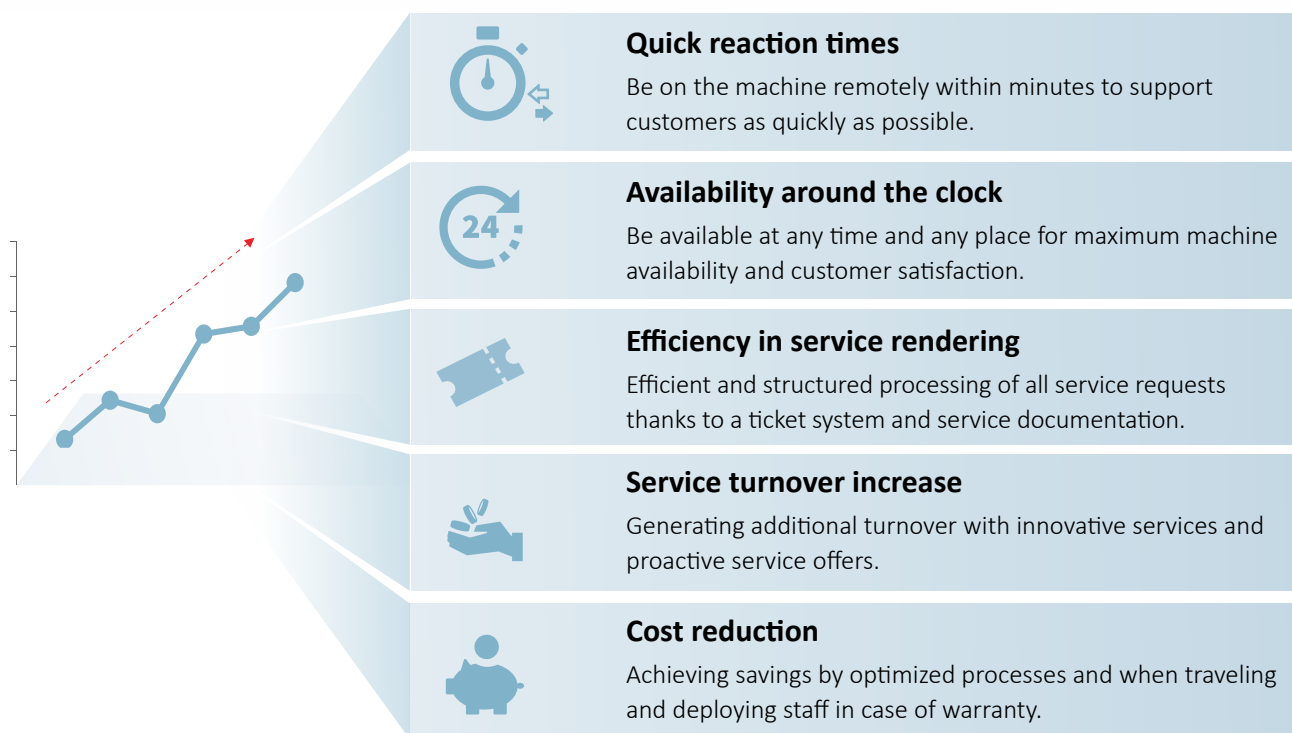 Quick reaction times
Be on the machine remotely within minutes to support
customers as quickly as possible.
24
Availability around the clock
Be available at any time and any place for maximum machine
availability and customer satisfaction.
Efficiency in service rendering
Efficient and structured processing of all service requests
thanks to a ticket system and service documentation.
Service turnover increase
Generating additional turnover with innovative services and
proactive service offers.
Cost reduction
Achieving savings by optimized processes and when traveling
and deploying staff in case of warranty.